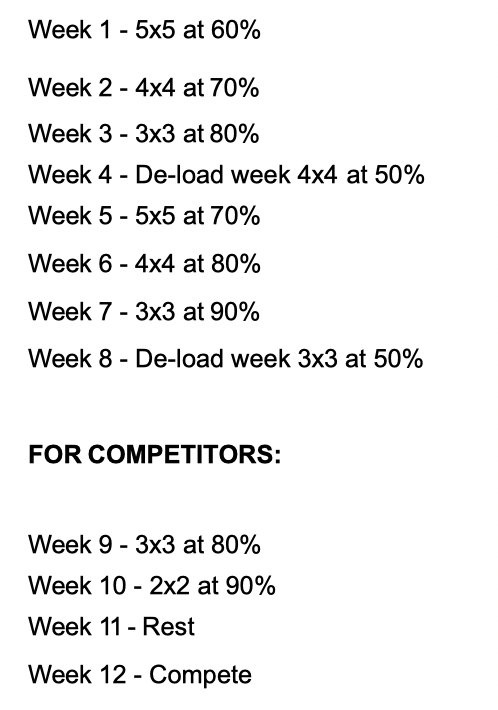 Week 1 - 5x5 at 60%
Week 2 - 4x4 at 70%
Week 3 - 3x3 at 80%
Week 4 - De-load week 4x4 at 50%
Week 5 - 5x5 at 70%
Week 6 - 4x4 at 80%
Week 7 - 3x3 at 90%
Week 8 - De-load week 3x3 at 50%
FOR COMPETITORS:
Week 9 - 3x3 at 80%
Week 10 - 2x2 at 90%
Week 11 - Rest
Week 12 - Compete